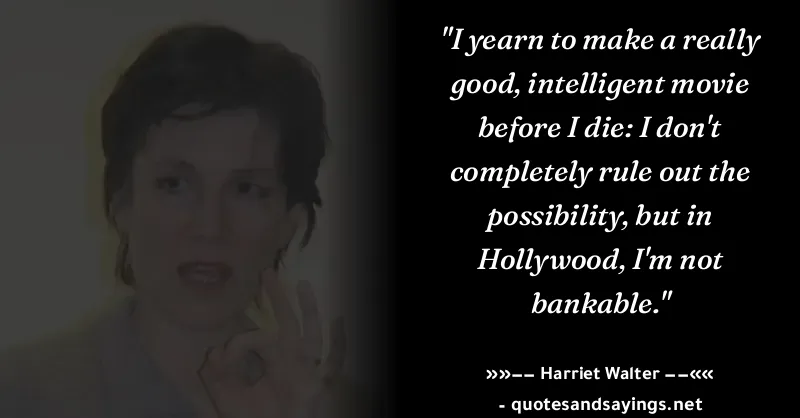 "I yearn to make a really
good, intelligent movie
before I die: I don't
completely rule out the
possibility, but in
Hollywood, I'm not
bankable."
»»—— Harriet Walter ——««
- quotesandsayings.net